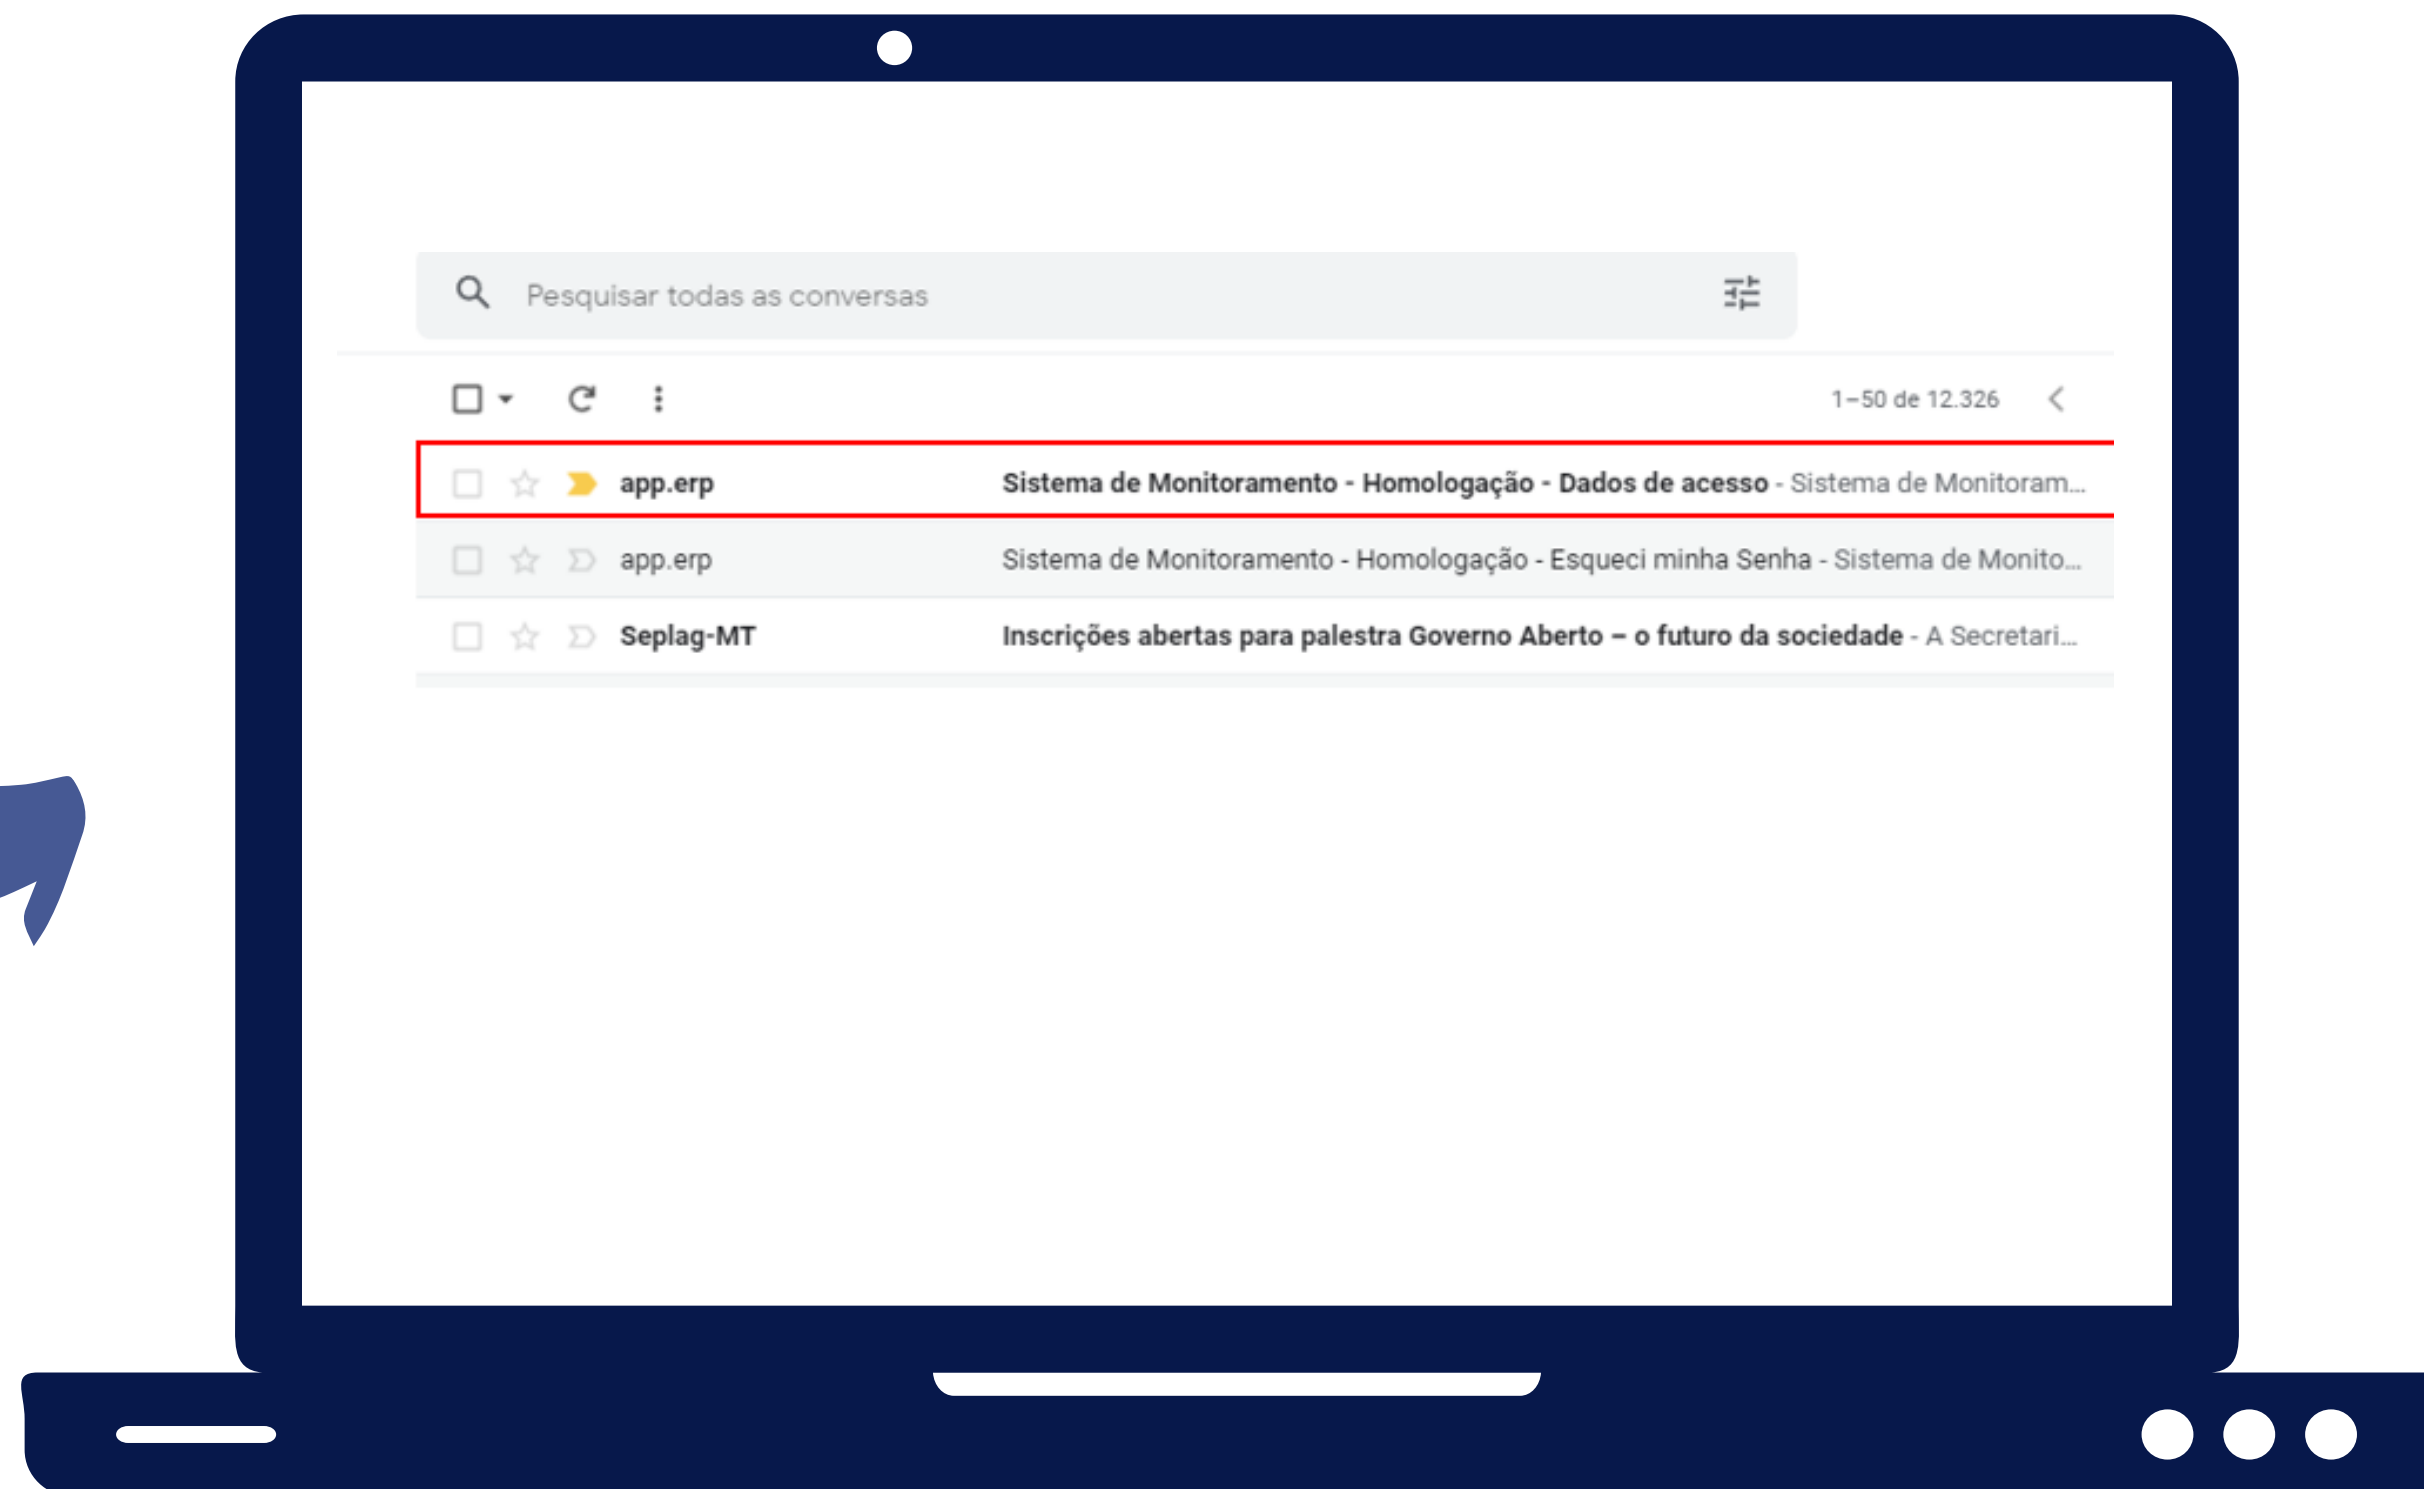 Pesquisar todas as conversas
1–50 de 12.326
app.erp Sistema de Monitoramento - Homologação - Dados de acesso - Sistema de Monitoram...
app.erp Sistema de Monitoramento - Homologação - Esqueci minha Senha - Sistema de Monito...
Seplag-MT Inscrições abertas para palestra Governo Aberto – o futuro da sociedade - A Secretari...